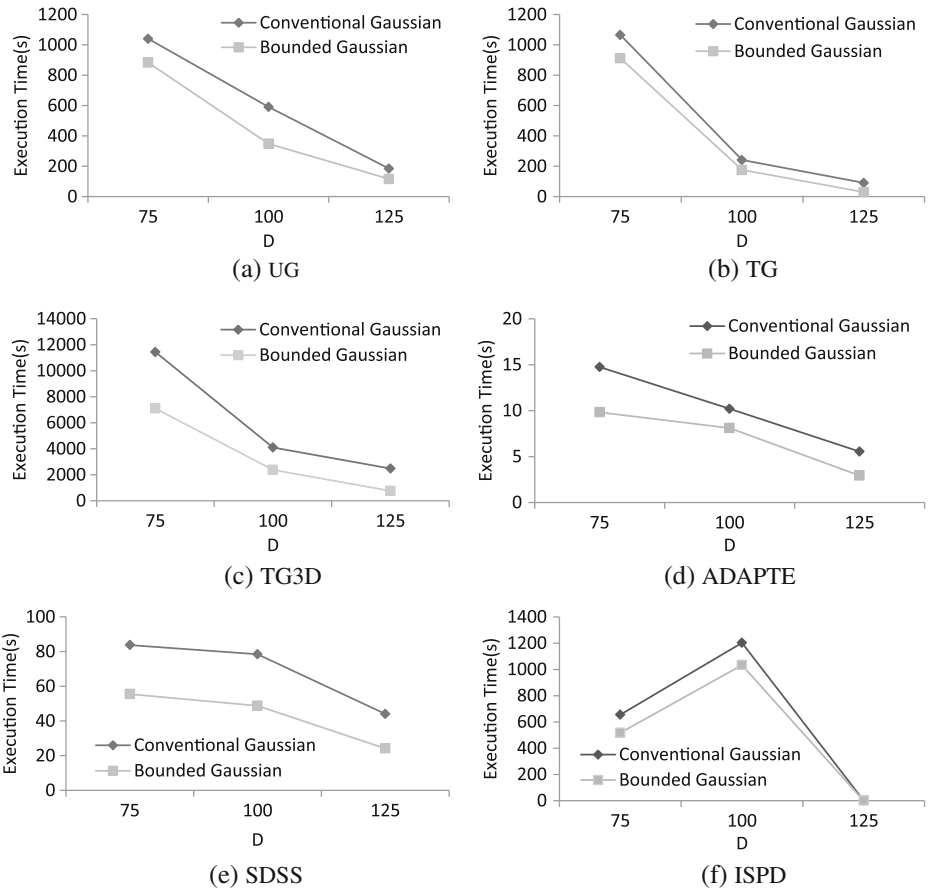 Execution Time(s)
1200
1000
800
600
400
200
0
Conventional Gaussian
Bounded Gaussian
75 100 125
D
(a) UG
Execution Time(s)
1200
1000
800
600
400
200
0
Conventional Gaussian
Bounded Gaussian
75 100 125
D
(b) TG
Execution Time(s)
14000
12000
10000
8000
6000
4000
2000
0
Conventional Gaussian
Bounded Gaussian
75 100 125
D
(c) TG3D
Execution Time(s)
20
15
10
5
0
Conventional Gaussian
Bounded Gaussian
75 100 125
D
(d) ADAPTE
Execution Time(s)
100
80
60
40
20
0
Conventional Gaussian
Bounded Gaussian
75 100 125
D
(e) SDSS
Execution Time(s)
1400
1200
1000
800
600
400
200
0
Conventional Gaussian
Bounded Gaussian
75 100 125
D
(f) ISPD